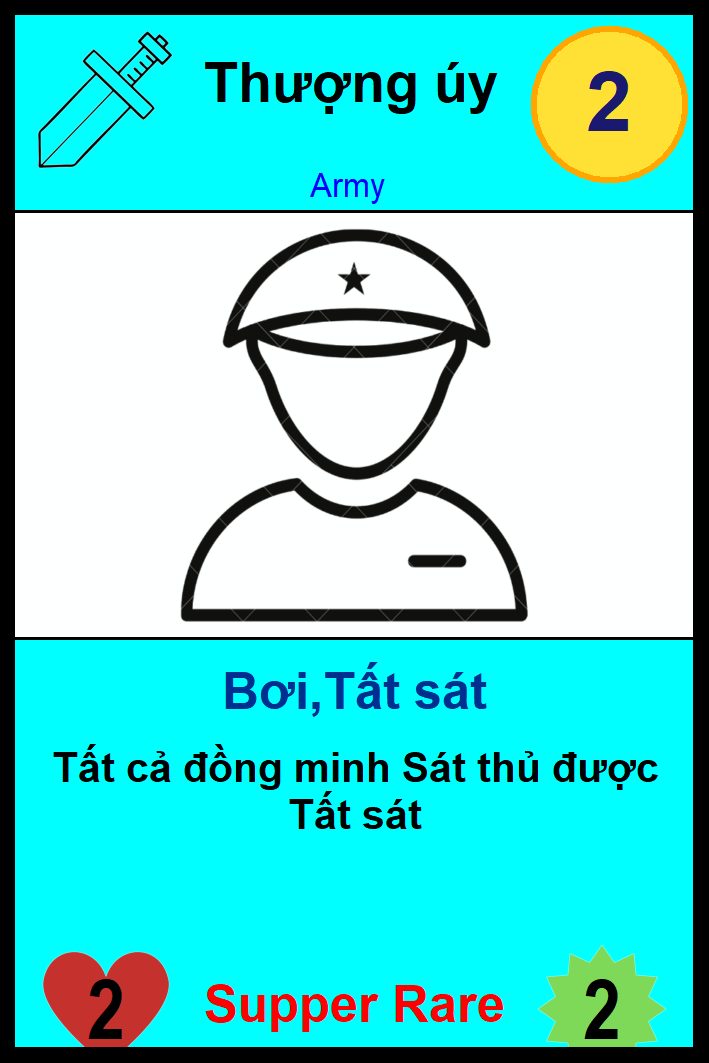 Thượng úy
2
Army
Bơi,Tất sát
Tất cả đồng minh Sát thủ được
Tất sát
2
Supper Rare
2